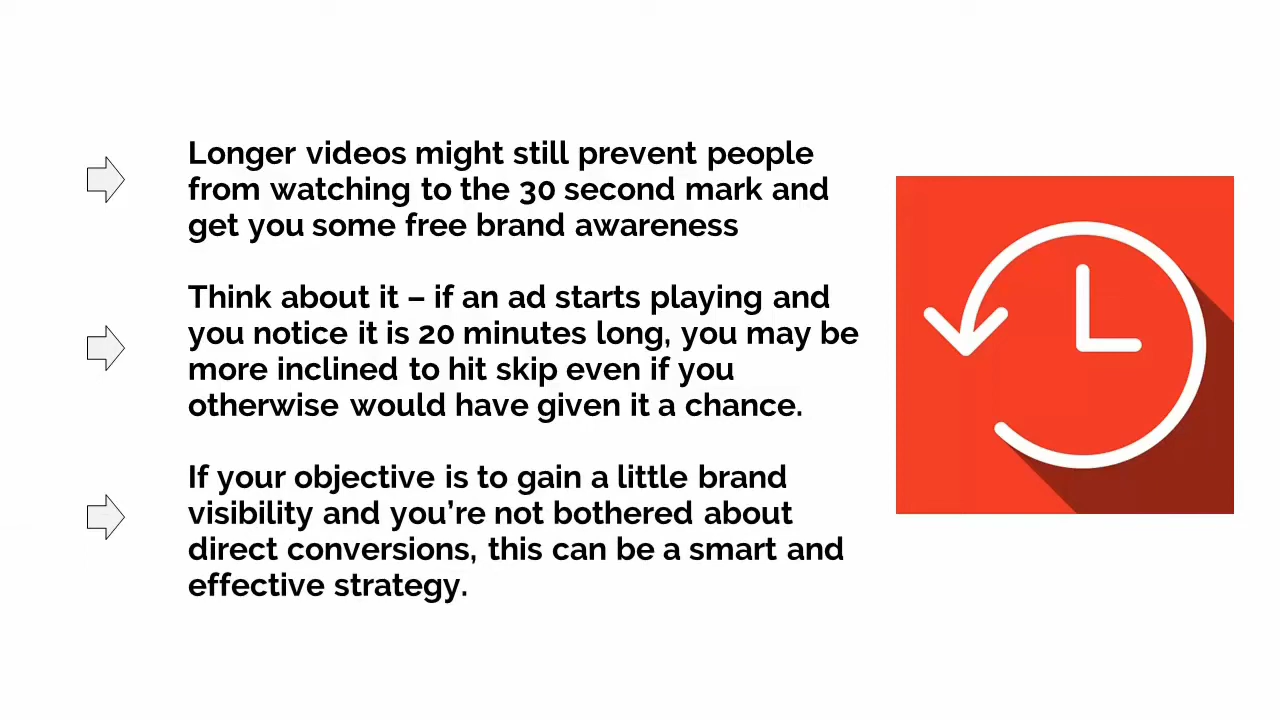 Longer videos might still prevent people
from watching to the 30 second mark and
get you some free brand awareness
Think about it – if an ad starts playing and
you notice it is 20 minutes long, you may be
more inclined to hit skip even if you
otherwise would have given it a chance.
If your objective is to gain a little brand
visibility and you’re not bothered about
direct conversions, this can be a smart and
effective strategy.